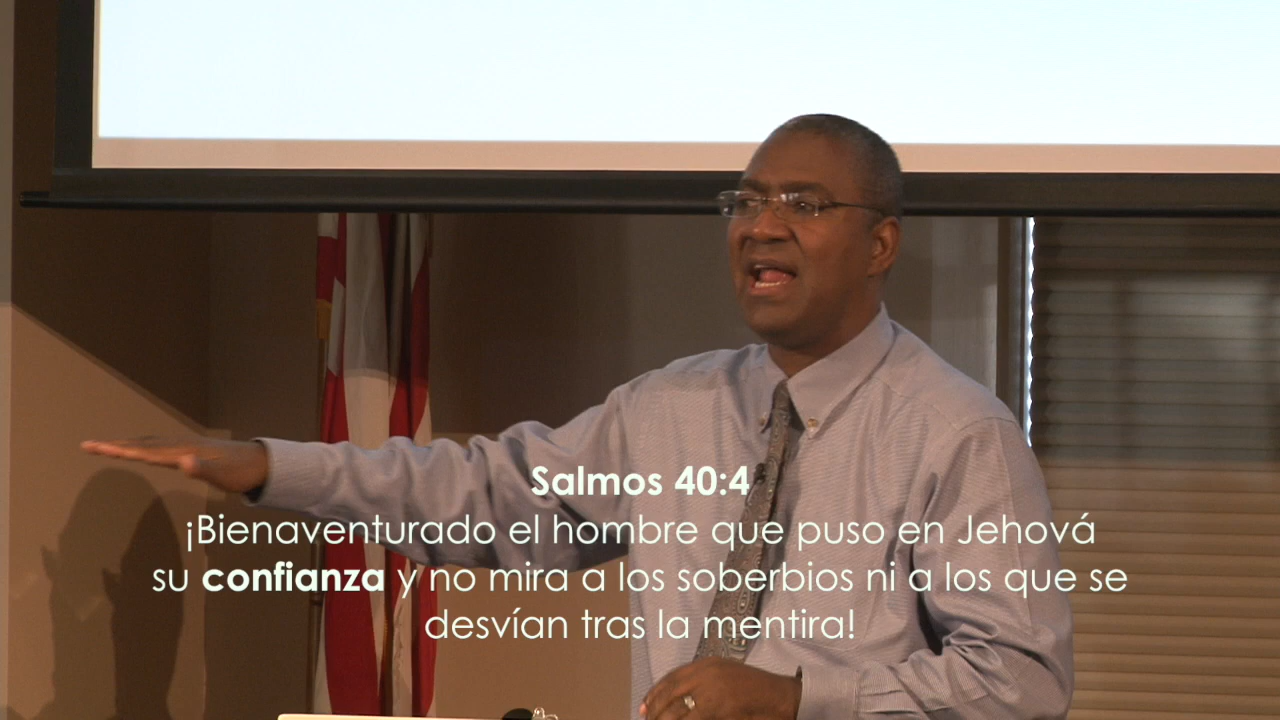 Salmos 40:4
¡Bienaventurado el hombre que puso en Jehová
su confianza y no mira a los soberbios ni a los que se
desvían tras la mentira!